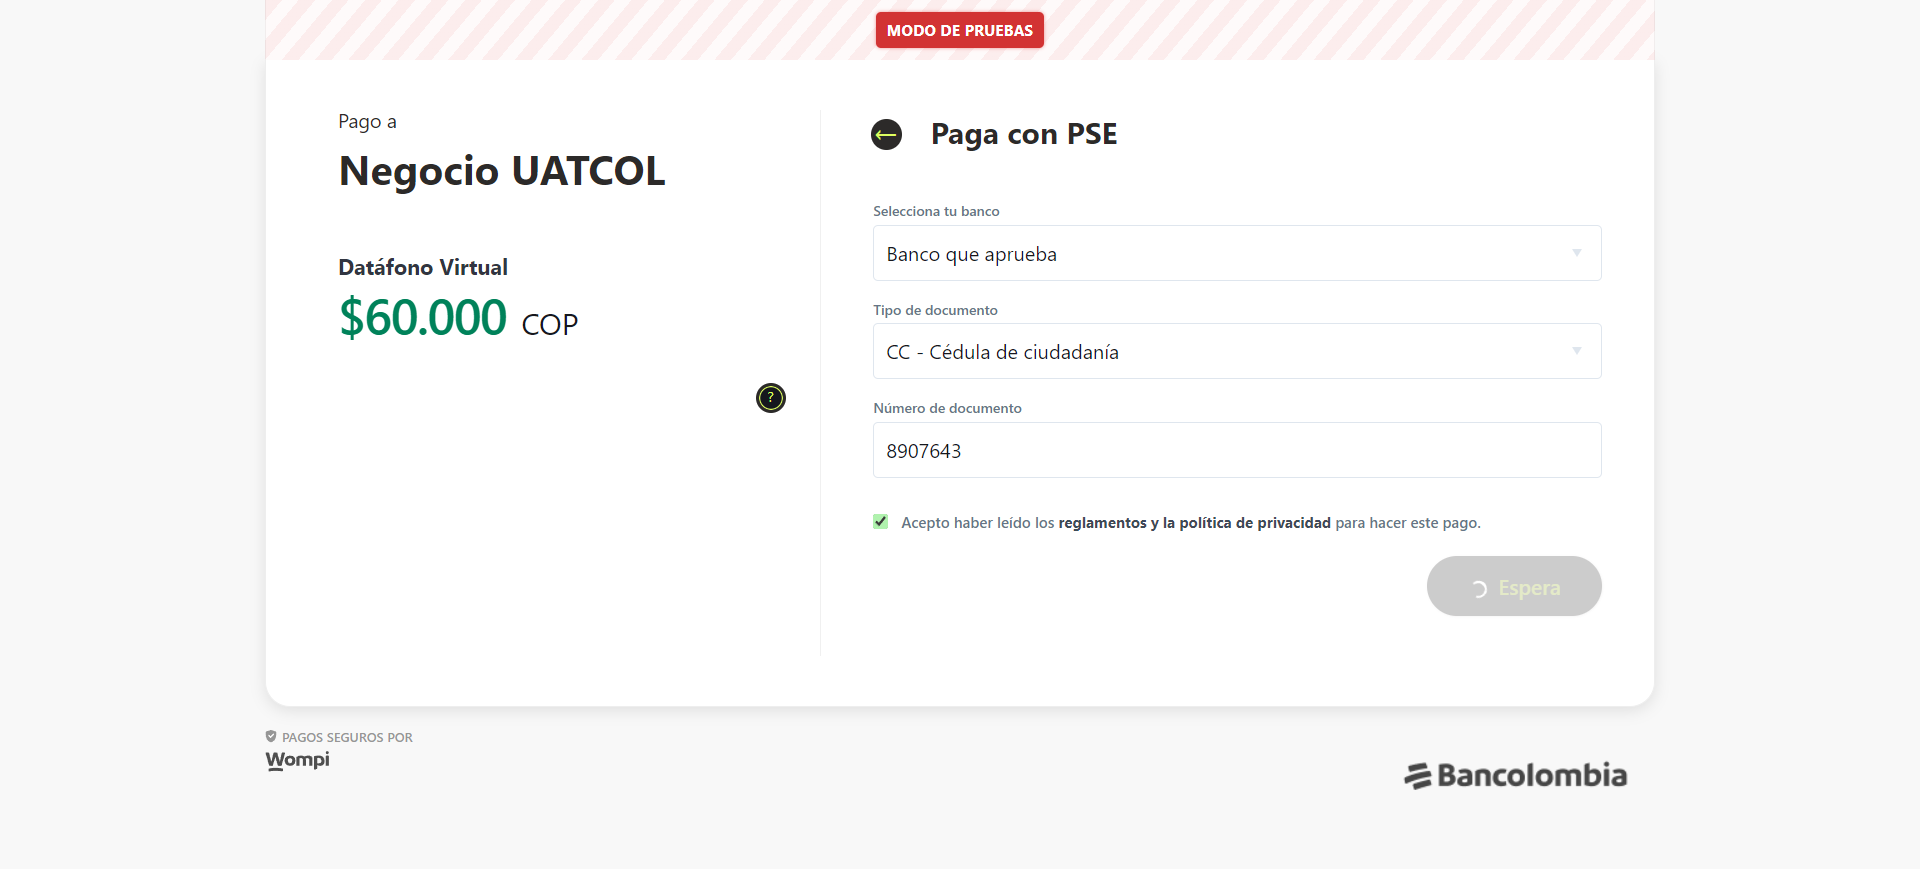 MODO DE PRUEBAS
Pago a
Negocio UATCOL
Datáfono Virtual
$60.000 COP
?
Paga con PSE
Selecciona tu banco
Banco que aprueba
Tipo de documento
CC - Cédula de ciudadanía
Número de documento
8907643
Acepto haber leído los reglamentos y la política de privacidad para hacer este pago.
Espera
PAGOS SEGUROS POR
Wompi
Bancolombia